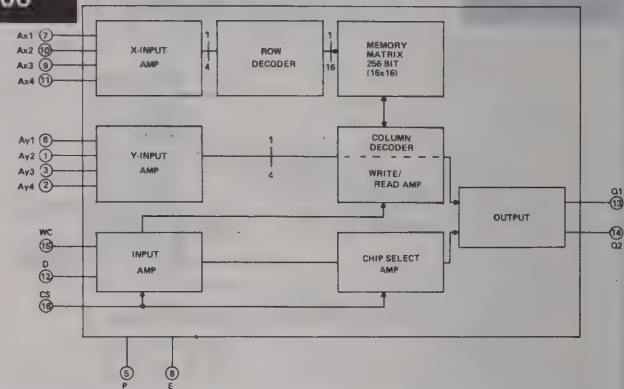 Ax1 7
Ax2 10
Ax3 9
Ax4 11
X-INPUT
AMP
1
4
ROW
DECODER
1
16
MEMORY
MATRIX
256 BIT
(16x16)
Ay1 6
Ay2 1
Ay3 3
Ay4 2
Y-INPUT
AMP
1
4
COLUMN
DECODER
WRITE/
READ AMP
WC
15
D
12
CS
16
INPUT
AMP
CHIP SELECT
AMP
OUTPUT
Q1
13
14
Q2
5
P
8
E